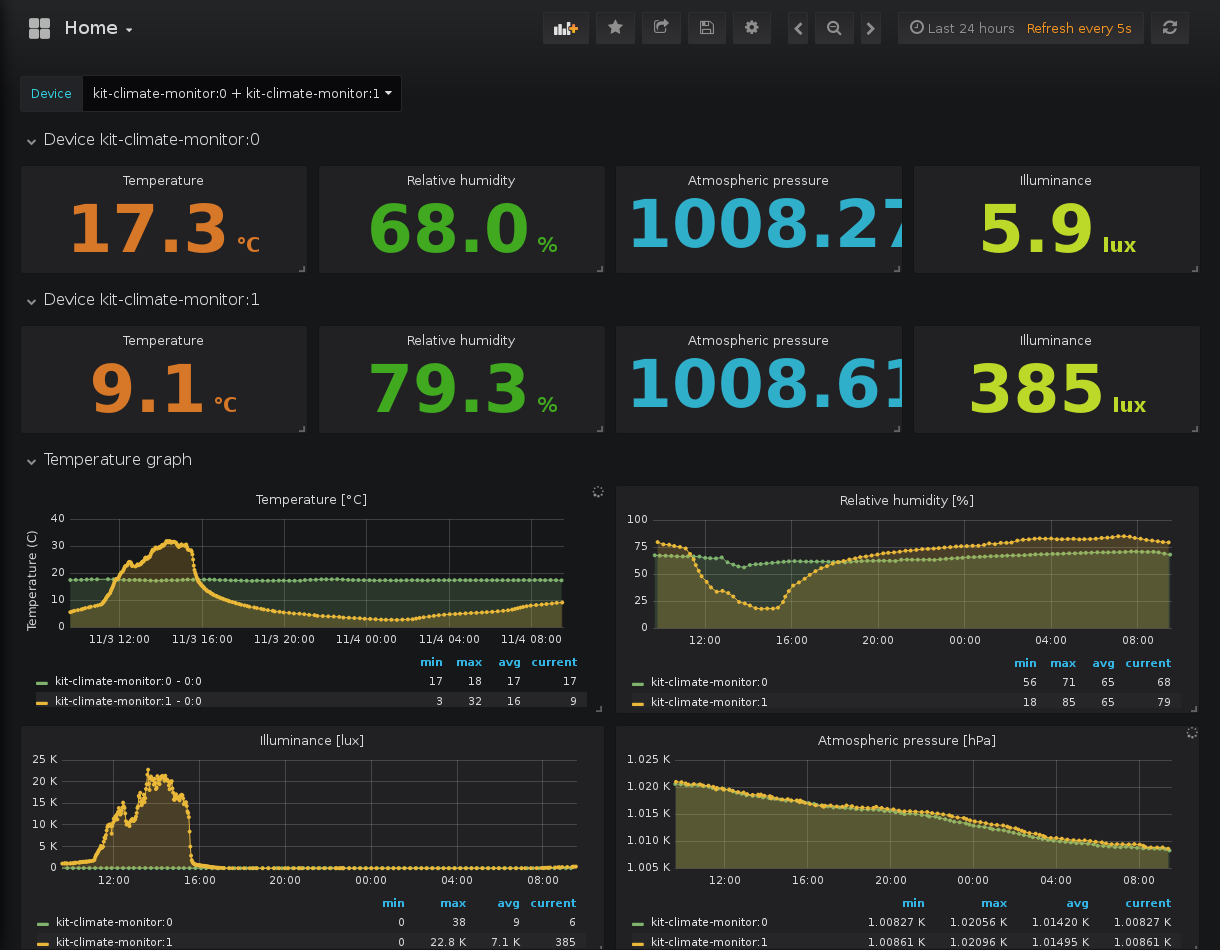 Home
Last 24 hours Refresh every 5s
Device kit-climate-monitor:0 + kit-climate-monitor:1
Device kit-climate-monitor:0
Temperature Relative humidity Atmospheric pressure Illuminance
17.3 °C 68.0 % 1008.27 5.9 lux
Device kit-climate-monitor:1
Temperature Relative humidity Atmospheric pressure Illuminance
9.1 °C 79.3 % 1008.61 385 lux
Temperature graph
Temperature [°C]
Temperature (C)
40
30
20
10
0
11/3 12:00 11/3 16:00 11/3 20:00 11/4 00:00 11/4 04:00 11/4 08:00
min max avg current
kit-climate-monitor:0 - 0:0 17 18 17 17
kit-climate-monitor:1 - 0:0 3 32 16 9
Relative humidity [%]
100
75
50
25
0
12:00 16:00 20:00 00:00 04:00 08:00
min max avg current
kit-climate-monitor:0 56 71 65 68
kit-climate-monitor:1 18 85 65 79
Illuminance [lux]
25 K
20 K
15 K
10 K
5 K
0
12:00 16:00 20:00 00:00 04:00 08:00
min max avg current
kit-climate-monitor:0 0 38 9 6
kit-climate-monitor:1 0 22.8 K 7.1 K 385
Atmospheric pressure [hPa]
1.025 K
1.020 K
1.015 K
1.010 K
1.005 K
12:00 16:00 20:00 00:00 04:00 08:00
min max avg current
kit-climate-monitor:0 1.00827 K 1.02056 K 1.01420 K 1.00827 K
kit-climate-monitor:1 1.00861 K 1.02096 K 1.01495 K 1.00861 K